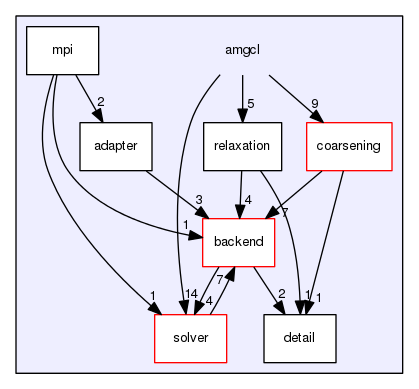 mpi
amgcl
2
5
9
adapter
relaxation
coarsening
3
4
7
1
backend
1
14
7
4
2
1
1
solver
detail